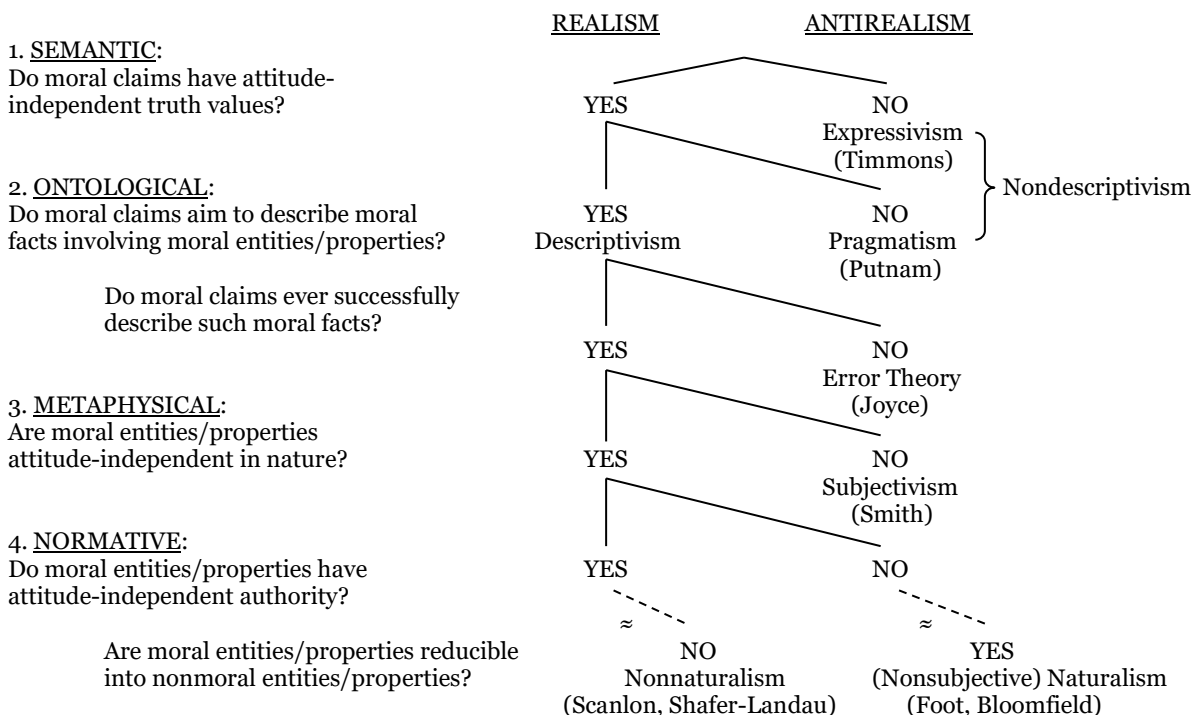 REALISM ANTIREALISM
1. SEMANTIC:
Do moral claims have attitude-
independent truth values?
YES NO
Expressivism
(Timmons)
Nondescriptivism
2. ONTOLOGICAL:
Do moral claims aim to describe moral
facts involving moral entities/properties?
YES NO
Descriptivism Pragmatism
(Putnam)
Do moral claims ever successfully
describe such moral facts?
YES NO
Error Theory
(Joyce)
3. METAPHYSICAL:
Are moral entities/properties
attitude-independent in nature?
YES NO
Subjectivism
(Smith)
4. NORMATIVE:
Do moral entities/properties have
attitude-independent authority?
YES NO
≈ ≈
Are moral entities/properties reducible
into nonmoral entities/properties?
NO YES
Nonnaturalism (Nonsubjective) Naturalism
(Scanlon, Shafer-Landau) (Foot, Bloomfield)